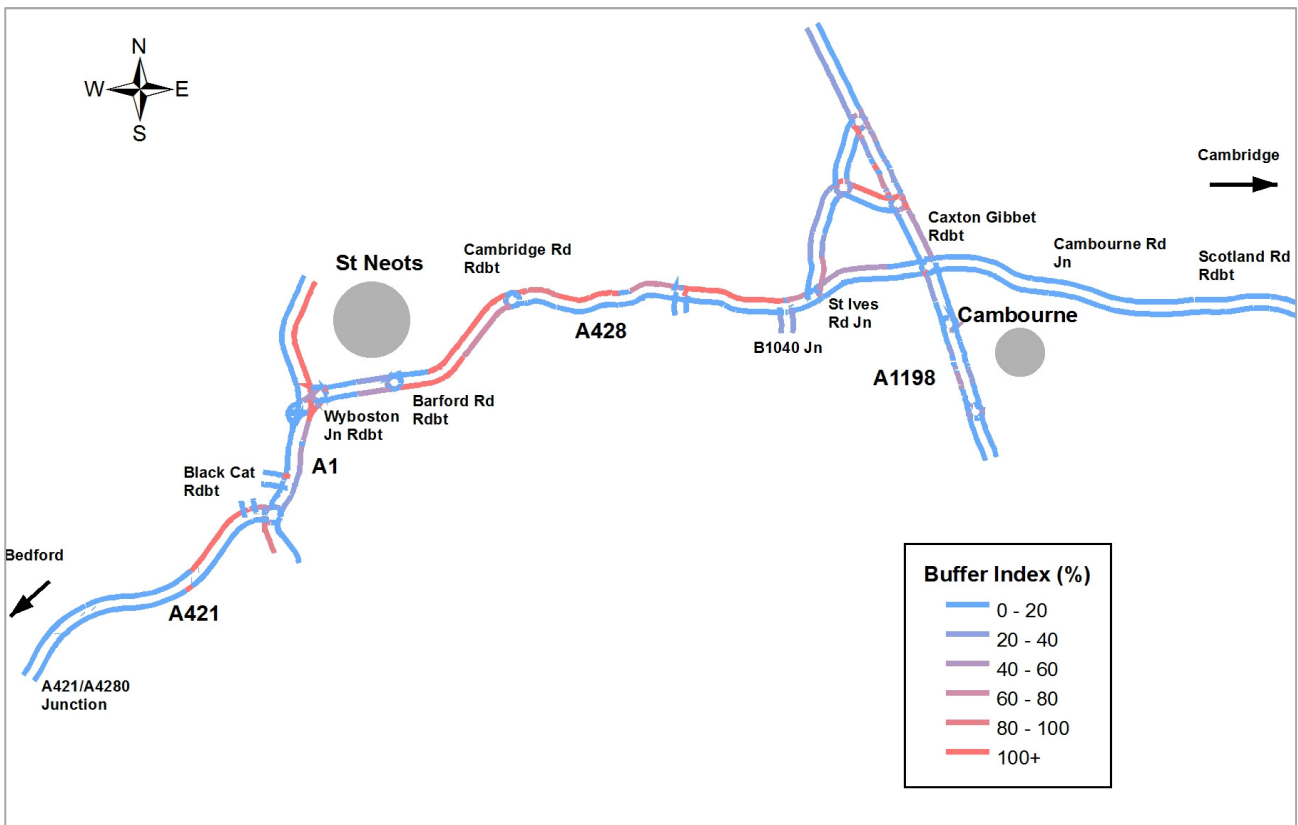 N
W
E
S
Cambridge
Caxton Gibbet
Rdbt
Cambourne Rd
Jn
Scotland Rd
Rdbt
Cambridge Rd
Rdbt
St Neots
A428
St Ives
Rd Jn
B1040 Jn
Cambourne
A1198
Barford Rd
Rdbt
Wyboston
Jn Rdbt
A1
Black Cat
Rdbt
Bedford
A421
A421/A4280
Junction
Buffer Index (%)
0 - 20
20 - 40
40 - 60
60 - 80
80 - 100
100+